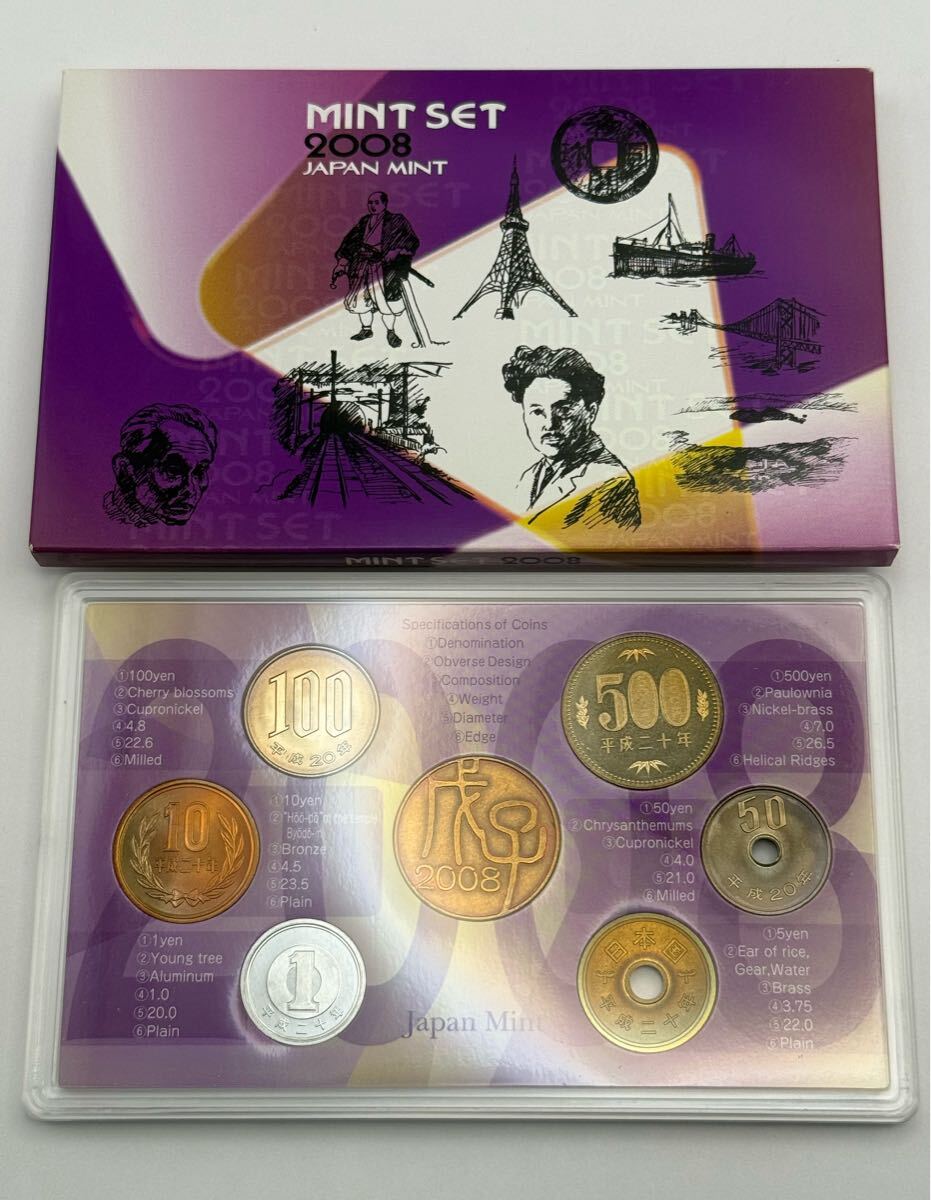 MINT SET
2008
JAPAN MINT
MINT SET 2008
Specifications of Coins
①Denomination
②Obverse Design
③Composition
④Weight
⑤Diameter
⑥Edge
①100yen
②Cherry blossoms
③Cupronickel
④4.8
⑤22.6
⑥Milled
100
平成20年
500
平成二十年
①500yen
②Paulownia
③Nickel-brass
④7.0
⑤26.5
⑥Helical Ridges
10
平成二十年
①10yen
Byōdō-in
③Bronze
④4.5
⑤23.5
⑥Plain
2008
①50yen
②Chrysanthemums
③Cupronickel
④4.0
⑤21.0
⑥Milled
50
平成20年
①1yen
②Young tree
③Aluminum
④1.0
⑤20.0
⑥Plain
1
平成二十年
日本国
平成二十年
①5yen
②Ear of rice,
Gear,Water
③Brass
④3.75
⑤22.0
⑥Plain
Japan Mint